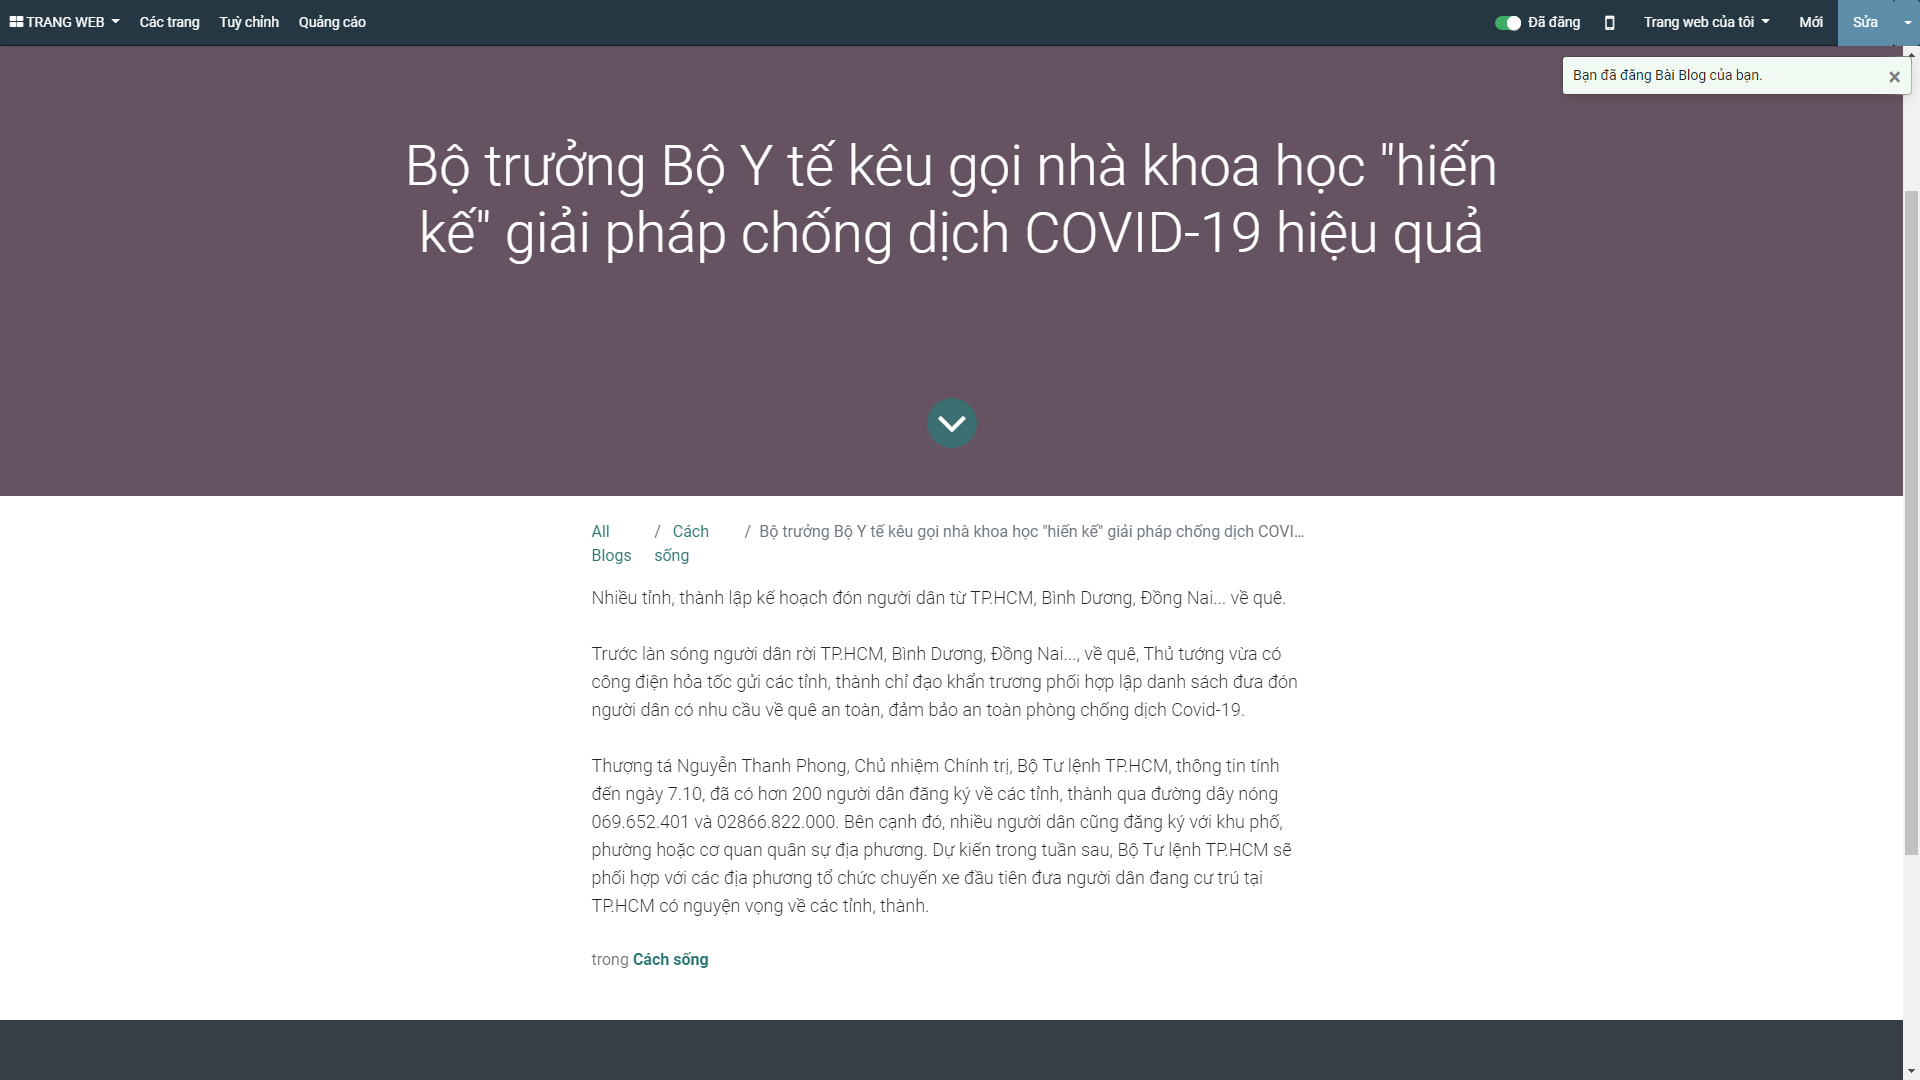 TRANG WEB Các trang Tuỳ chỉnh Quảng cáo Đã đăng Trang web của tôi Mới Sửa
Bạn đã đăng Bài Blog của bạn. ×
Bộ trưởng Bộ Y tế kêu gọi nhà khoa học "hiến
kế" giải pháp chống dịch COVID-19 hiệu quả
All Blogs / Cách sống / Bộ trưởng Bộ Y tế kêu gọi nhà khoa học "hiến kế" giải pháp chống dịch COVI...
Nhiều tỉnh, thành lập kế hoạch đón người dân từ TP.HCM, Bình Dương, Đồng Nai... về quê.
Trước làn sóng người dân rời TP.HCM, Bình Dương, Đồng Nai..., về quê, Thủ tướng vừa có
công điện hỏa tốc gửi các tỉnh, thành chỉ đạo khẩn trương phối hợp lập danh sách đưa đón
người dân có nhu cầu về quê an toàn, đảm bảo an toàn phòng chống dịch Covid-19.
Thượng tá Nguyễn Thanh Phong, Chủ nhiệm Chính trị, Bộ Tư lệnh TP.HCM, thông tin tính
đến ngày 7.10, đã có hơn 200 người dân đăng ký về các tỉnh, thành qua đường dây nóng
069.652.401 và 02866.822.000. Bên cạnh đó, nhiều người dân cũng đăng ký với khu phố,
phường hoặc cơ quan quân sự địa phương. Dự kiến trong tuần sau, Bộ Tư lệnh TP.HCM sẽ
phối hợp với các địa phương tổ chức chuyến xe đầu tiên đưa người dân đang cư trú tại
TP.HCM có nguyện vọng về các tỉnh, thành.
trong Cách sống